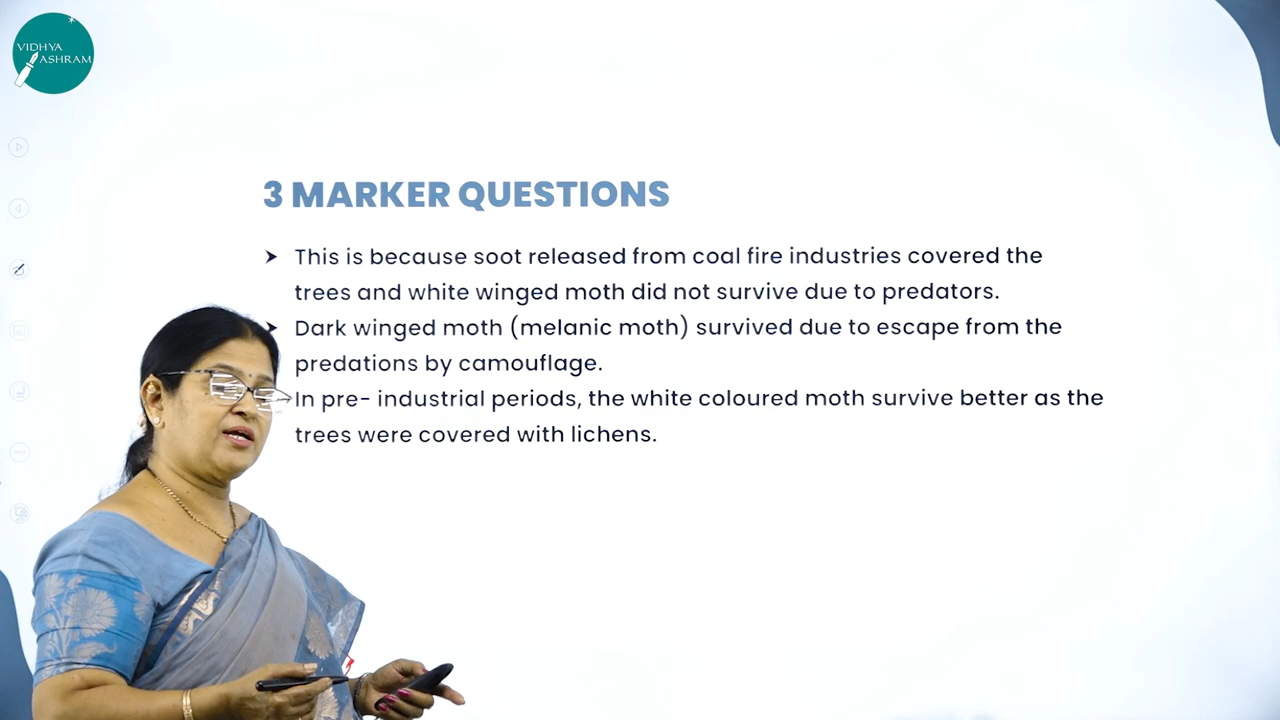 VIDHYA
ASHRAM
3 MARKER QUESTIONS
➤ This is because soot released from coal fire industries covered the
trees and white winged moth did not survive due to predators.
➤ Dark winged moth (melanic moth) survived due to escape from the
predations by camouflage.
➤ In pre- industrial periods, the white coloured moth survive better as the
trees were covered with lichens.